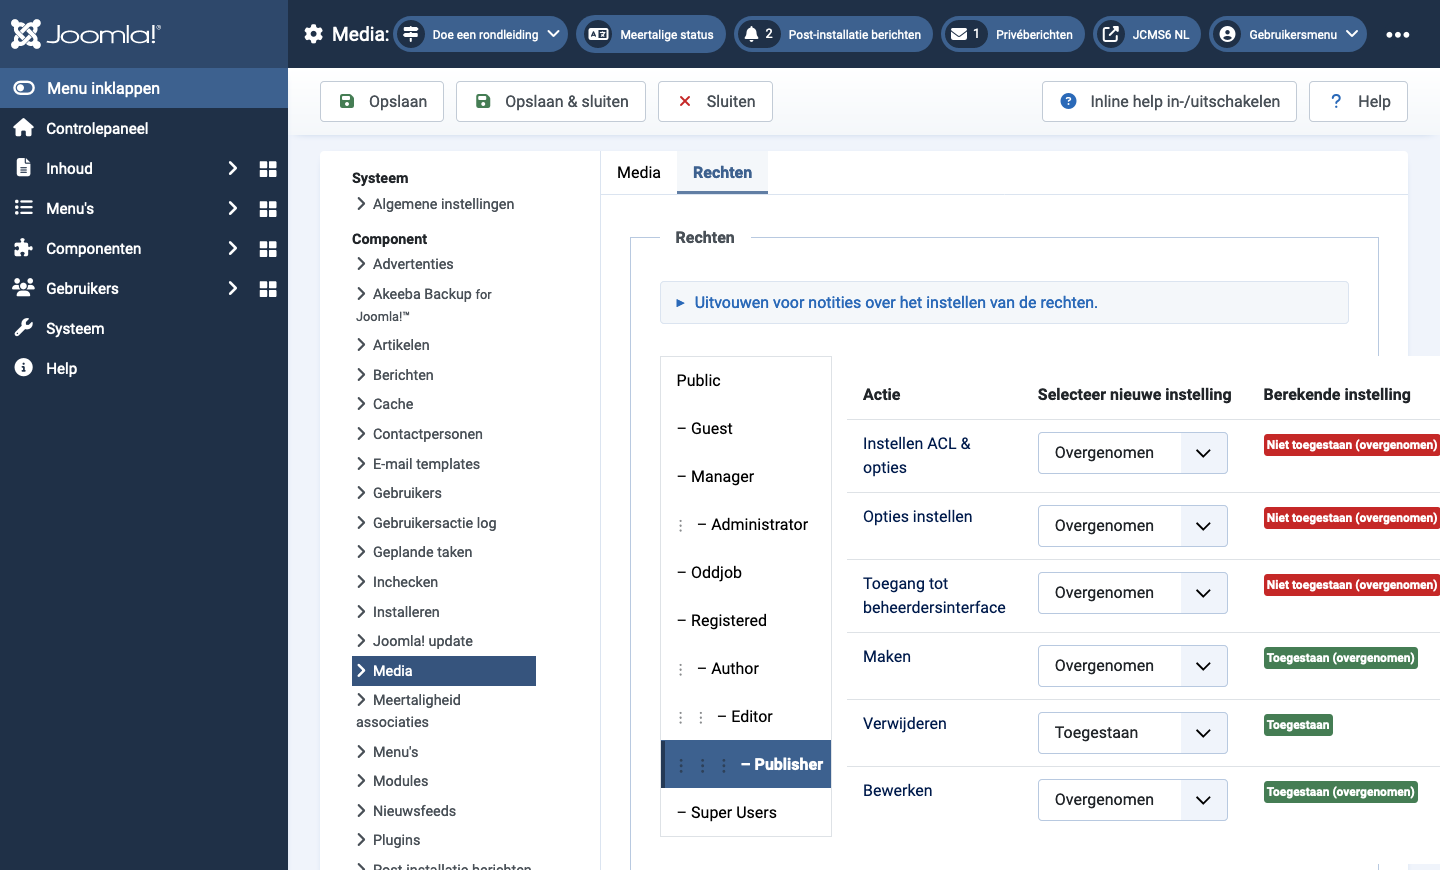 Joomla!®
Media:
Doe een rondleiding
Meertalige status
2 Post-installatie berichten
1 Privéberichten
JCMS6 NL
Gebruikersmenu
Menu inklappen
Controlepaneel
Inhoud
Menu's
Componenten
Gebruikers
Systeem
Help
Opslaan
Opslaan & sluiten
Sluiten
Inline help in-/uitschakelen
? Help
Systeem
Algemene instellingen
Component
Advertenties
Akeeba Backup for
Joomla!™
Artikelen
Berichten
Cache
Contactpersonen
E-mail templates
Gebruikers
Gebruikersactie log
Geplande taken
Inchecken
Installeren
Joomla! update
Media
Meertaligheid
associaties
Menu's
Modules
Nieuwsfeeds
Plugins
Post installatie berichten
Media
Rechten
Rechten
Uitvouwen voor notities over het instellen van de rechten.
Public
– Guest
– Manager
– Administrator
– Oddjob
– Registered
– Author
– Editor
– Publisher
– Super Users
Actie
Selecteer nieuwe instelling
Berekende instelling
Instellen ACL &
opties
Overgenomen
Niet toegestaan (overgenomen)
Opties instellen
Overgenomen
Niet toegestaan (overgenomen)
Toegang tot
beheerdersinterface
Overgenomen
Niet toegestaan (overgenomen)
Maken
Overgenomen
Toegestaan (overgenomen)
Verwijderen
Toegestaan
Toegestaan
Bewerken
Overgenomen
Toegestaan (overgenomen)